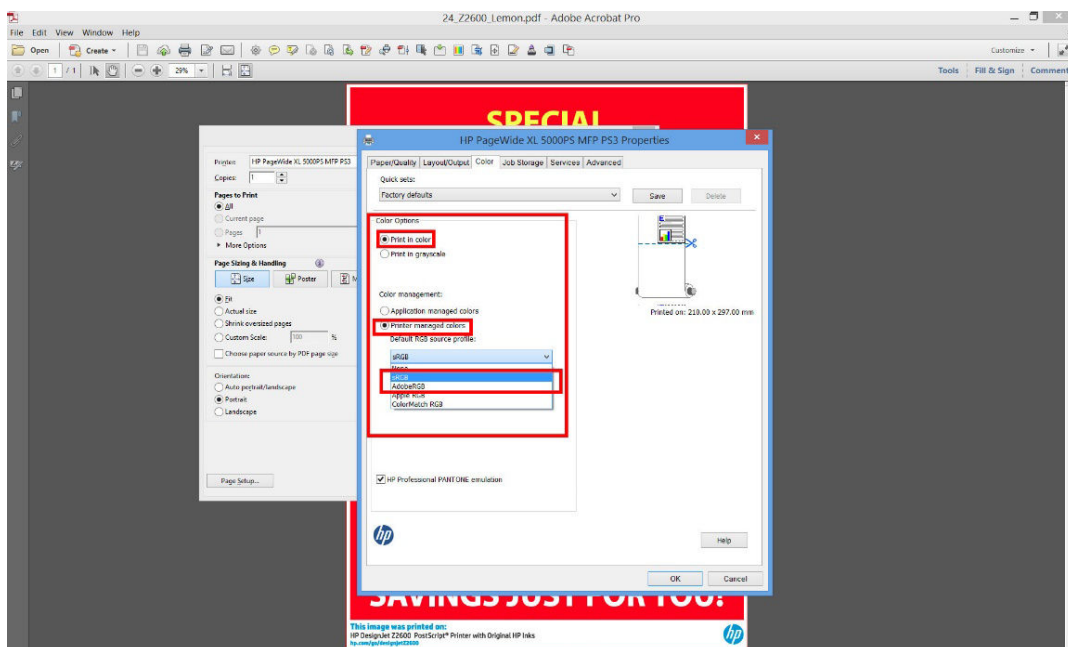 24_Z2600_Lemon.pdf - Adobe Acrobat Pro
File Edit View Window Help
Open Create Customize
1 / 1 29% Tools Fill & Sign Comment
SPECIAL
Printer: HP PageWide XL 5000PS MFP PS3
Copies: 1
Pages to Print
All
Current page
Pages 1
More Options
Page Sizing & Handling
Size Poster
Fit
Actual size
Shrink oversized pages
Custom Scale: 100 %
Choose paper source by PDF page size
Orientation:
Auto portrait/landscape
Portrait
Landscape
Page Setup...
HP PageWide XL 5000PS MFP PS3 Properties
Paper/Quality Layout/Output Color Job Storage Services Advanced
Quick sets:
Factory defaults Save Delete
Color Options
Print in color
Print in grayscale
Color management:
Application managed colors
Printer managed colors
Default RGB source profile:
sRGB
None
sRGB
AdobeRGB
Apple RGB
ColorMatch RGB
HP Professional PANTONE emulation
Printed on: 210.00 x 297.00 mm
hp
Help
OK Cancel
SAVINGS JUST FOR YOU!
This image was printed on:
HP DesignJet Z2600 PostScript® Printer with Original HP Inks
hp.com/go/designjetZ2600
hp